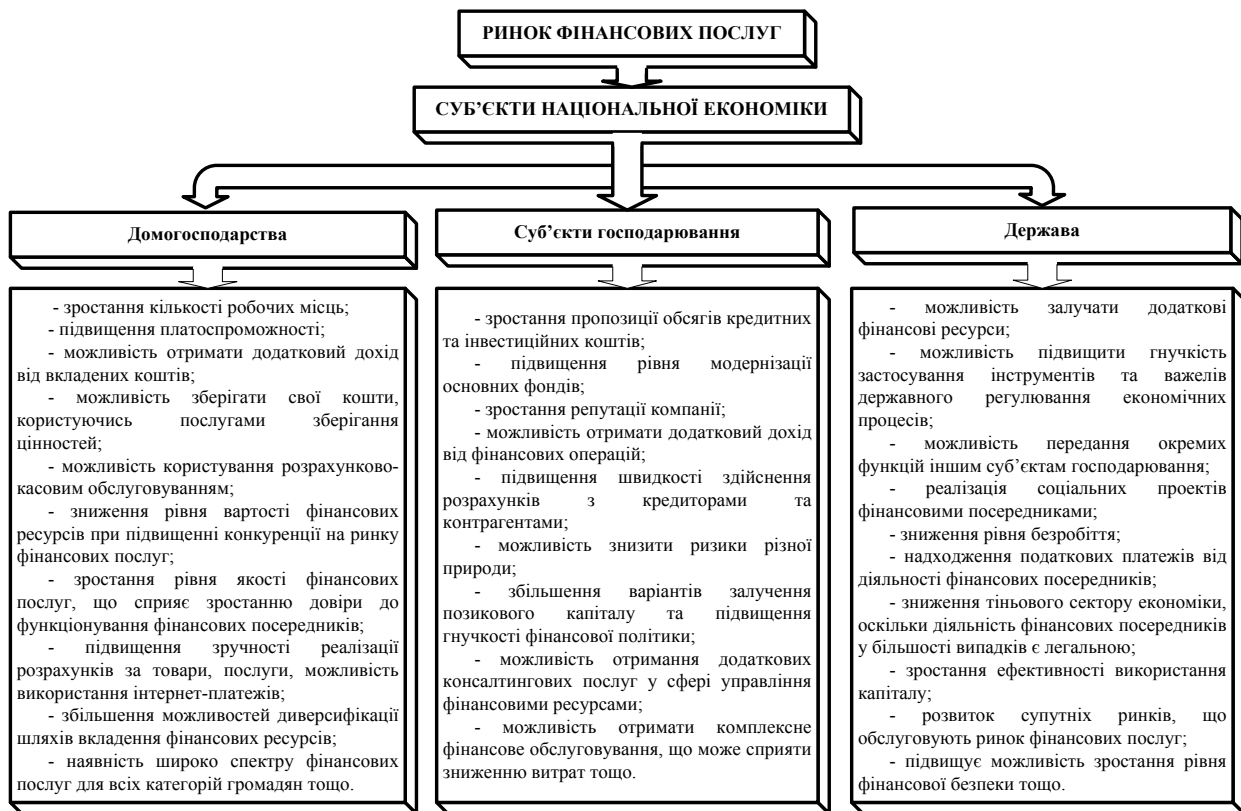 РИНОК ФІНАНСОВИХ ПОСЛУГ
СУБ’ЄКТИ НАЦІОНАЛЬНОЇ ЕКОНОМІКИ
Домогосподарства
- зростання кількості робочих місць;
- підвищення платоспроможності;
- можливість отримати додатковий дохід
від вкладених коштів;
- можливість зберігати свої кошти,
користуючись послугами зберігання
цінностей;
- можливість користування розрахунково-
касовим обслуговуванням;
- зниження рівня вартості фінансових
ресурсів при підвищенні конкуренції на ринку
фінансових послуг;
- зростання рівня якості фінансових
послуг, що сприяє зростанню довіри до
функціонування фінансових посередників;
- підвищення зручності реалізації
розрахунків за товари, послуги, можливість
використання інтернет-платежів;
- збільшення можливостей диверсифікації
шляхів вкладення фінансових ресурсів;
- наявність широко спектру фінансових
послуг для всіх категорій громадян тощо.
Суб’єкти господарювання
- зростання пропозиції обсягів кредитних
та інвестиційних коштів;
- підвищення рівня модернізації
основних фондів;
- зростання репутації компанії;
- можливість отримати додатковий дохід
від фінансових операцій;
- підвищення швидкості здійснення
розрахунків з кредиторами та
контрагентами;
- можливість знизити ризики різної
природи;
- збільшення варіантів залучення
позикового капіталу та підвищення
гнучкості фінансової політики;
- можливість отримання додаткових
консалтингових послуг у сфері управління
фінансовими ресурсами;
- можливість отримати комплексне
фінансове обслуговування, що може сприяти
зниженню витрат тощо.
Держава
- можливість залучати додаткові
фінансові ресурси;
- можливість підвищити гнучкість
застосування інструментів та важелів
державного регулювання економічних
процесів;
- можливість передання окремих
функцій іншим суб’єктам господарювання;
- реалізація соціальних проектів
фінансовими посередниками;
- зниження рівня безробіття;
- надходження податкових платежів від
діяльності фінансових посередників;
- зниження тіньового сектору економіки,
оскільки діяльність фінансових посередників
у більшості випадків є легальною;
- зростання ефективності використання
капіталу;
- розвиток супутніх ринків, що
обслуговують ринок фінансових послуг;
- підвищує можливість зростання рівня
фінансової безпеки тощо.